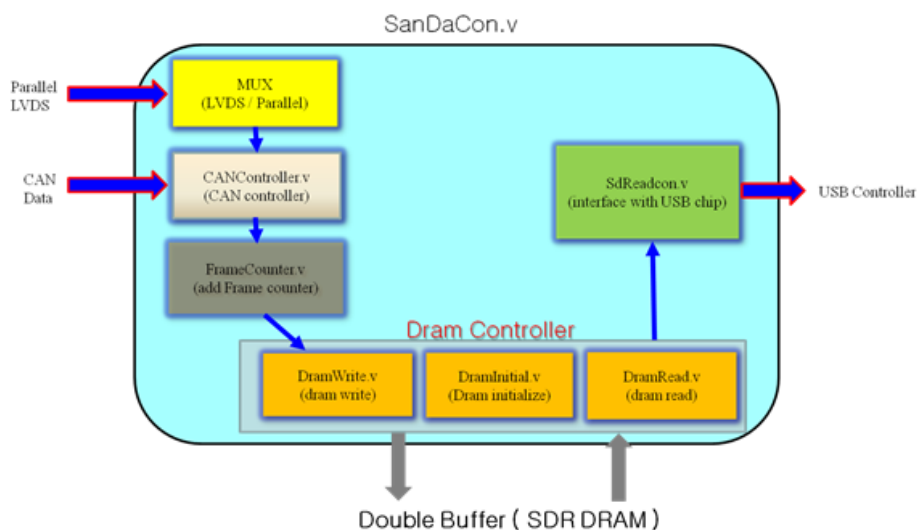 SanDaCon.v
Parallel
LVDS
MUX
(LVDS / Parallel)
CAN
Data
CANController.v
(CAN controller)
FrameCounter.v
(add Frame counter)
SdReadcon.v
(interface with USB chip)
USB Controller
Dram Controller
DramWrite.v
(dram write)
DramInitial.v
(Dram initialize)
DramRead.v
(dram read)
Double Buffer ( SDR DRAM )